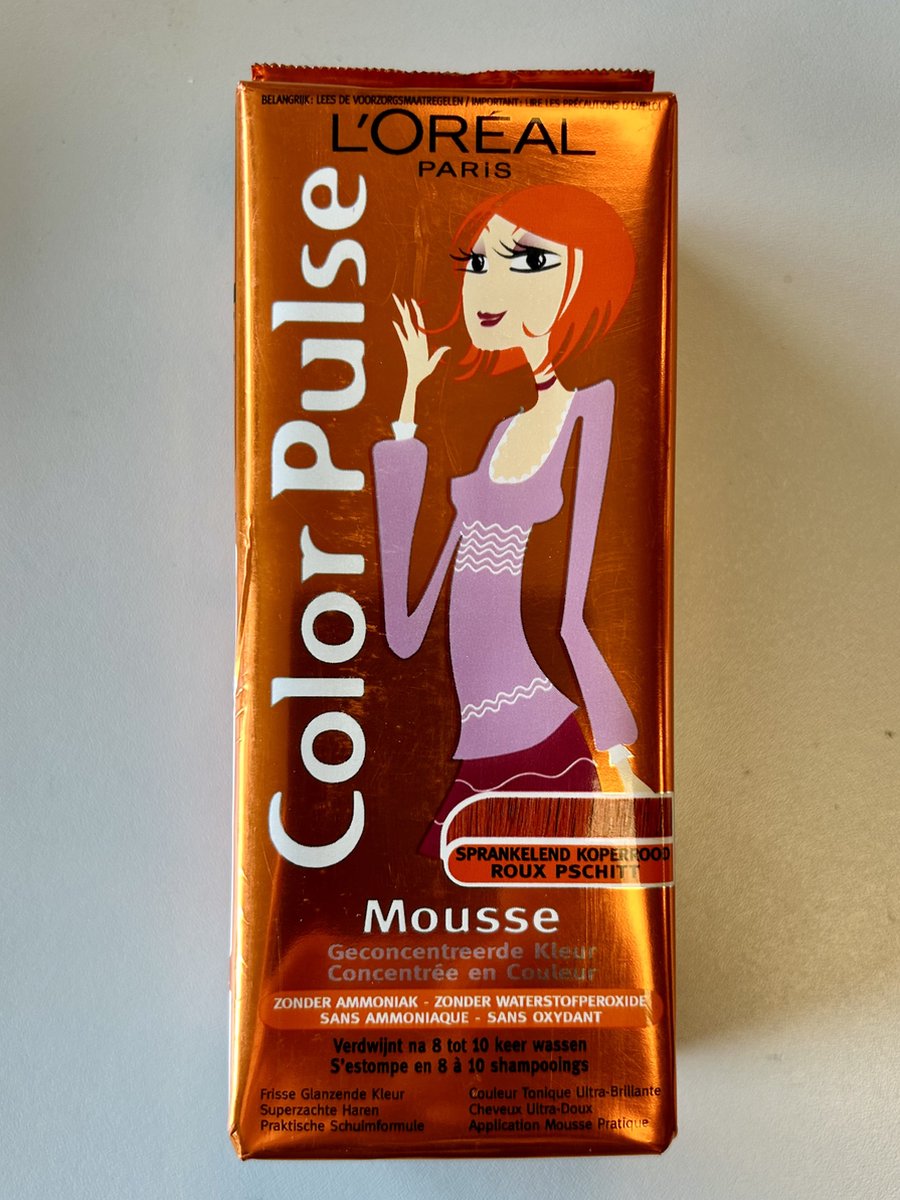 BELANGRIJK: LEES DE VOORZORGSMAATREGELEN / IMPORTANT: LIRE LES PRÉCAUTIONS D'EMPLOI
L'ORÉAL
PARIS
Color Pulse
SPRANKELEND KOPERROOD
ROUX PSCHITT
Mousse
Geconcentreerde Kleur
Concentrée en Couleur
ZONDER AMMONIAK - ZONDER WATERSTOFPEROXIDE
SANS AMMONIAQUE - SANS OXYDANT
Verdwijnt na 8 tot 10 keer wassen
S'estompe en 8 à 10 shampooings
Frisse Glanzende Kleur
Superzachte Haren
Praktische Schuimformule
Couleur Tonique Ultra-Brillante
Cheveux Ultra-Doux
Application Mousse Pratique